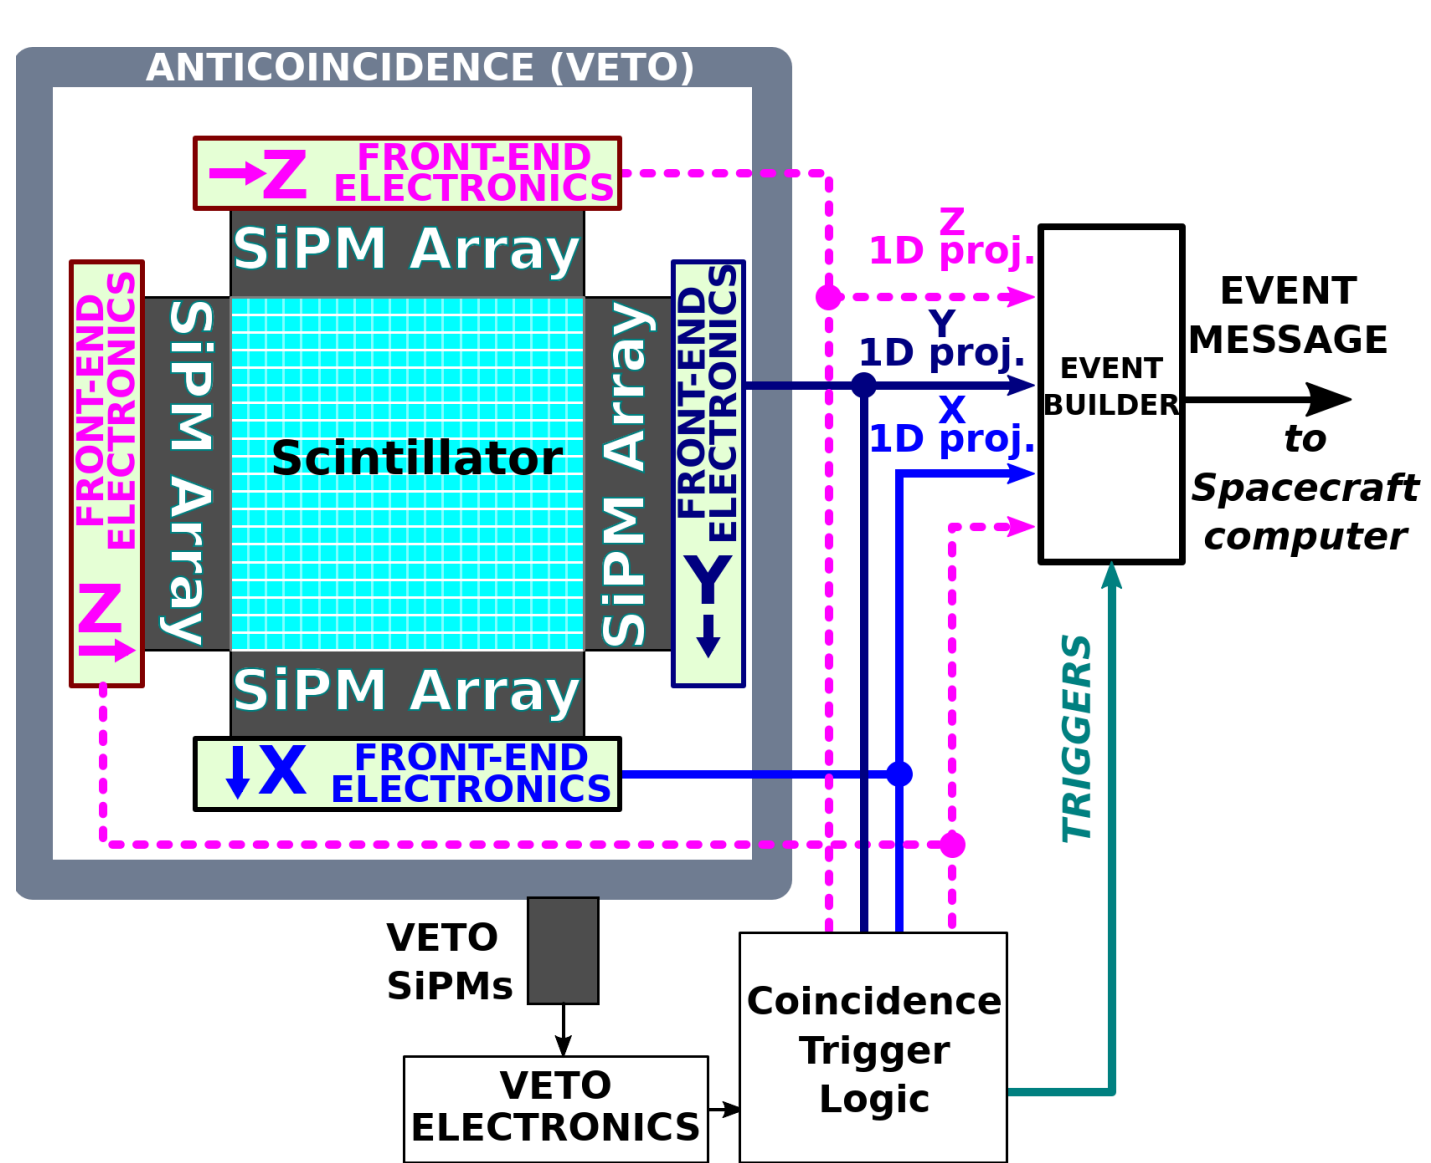 ANTICOINCIDENCE (VETO)
Z
FRONT-END
ELECTRONICS
SiPM Array
FRONT-END
ELECTRONICS
Z
SiPM Array
Scintillator
SiPM Array
FRONT-END
ELECTRONICS
Y
SiPM Array
X
FRONT-END
ELECTRONICS
Z
1D proj.
Y
1D proj.
X
1D proj.
EVENT
BUILDER
EVENT
MESSAGE
to
Spacecraft
computer
TRIGGERS
VETO
SiPMs
VETO
ELECTRONICS
Coincidence
Trigger
Logic